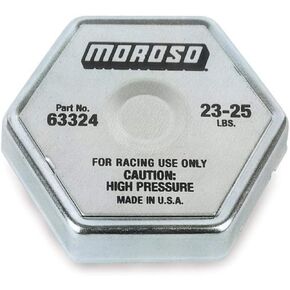 MOROSO
Part No.
63324
23-25
LBS.
FOR RACING USE ONLY
CAUTION:
HIGH PRESSURE
MADE IN U.S.A.